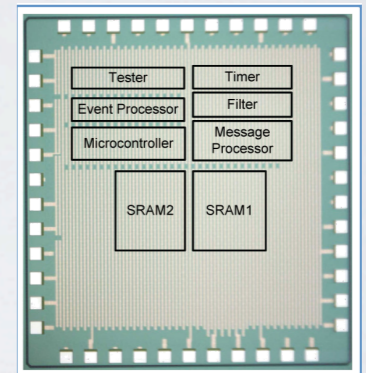 Tester
Timer
Event Processor
Filter
Microcontroller
Message
Processor
SRAM2
SRAM1